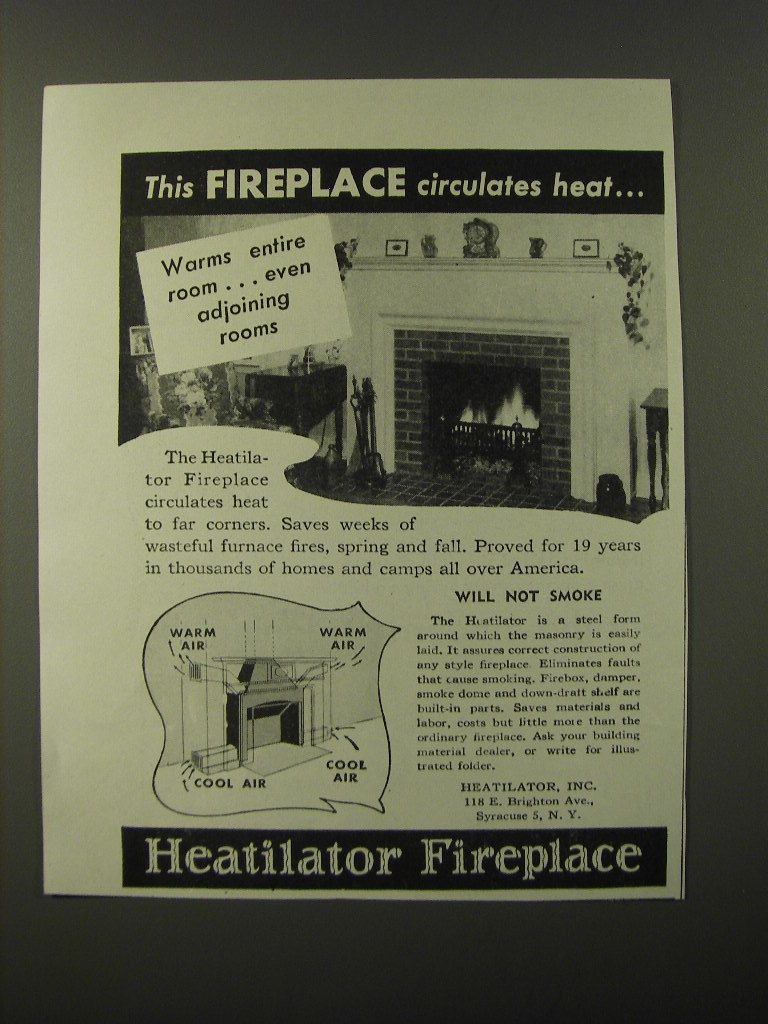 This FIREPLACE circulates heat...
Warms entire
room . . . even
adjoining
rooms
The Heatila-
tor Fireplace
circulates heat
to far corners. Saves weeks of
wasteful furnace fires, spring and fall. Proved for 19 years
in thousands of homes and camps all over America.
WARM
AIR
WARM
AIR
COOL AIR
COOL
AIR
WILL NOT SMOKE
The Heatilator is a steel form
around which the masonry is easily
laid. It assures correct construction of
any style fireplace. Eliminates faults
that cause smoking. Firebox, damper,
smoke dome and down-draft shelf are
built-in parts. Saves materials and
labor, costs but little more than the
ordinary fireplace. Ask your building
material dealer, or write for illus-
trated folder.
HEATILATOR, INC.
118 E. Brighton Ave.,
Syracuse 5, N. Y.
Heatilator Fireplace